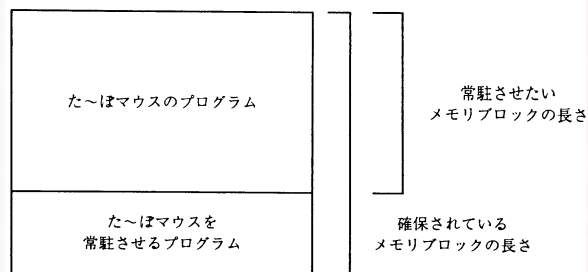 た～ぼマウスのプログラム
常駐させたい
メモリブロックの長さ
た～ぼマウスを
常駐させるプログラム
確保されている
メモリブロックの長さ